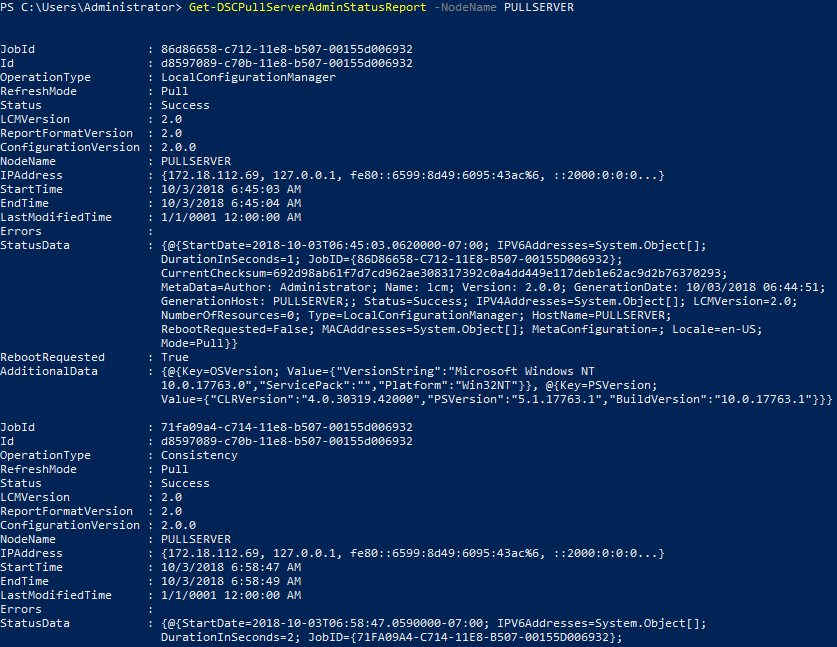 PS C:\Users\Administrator> Get-DSCPullServerAdminStatusReport -NodeName PULLSERVER
JobId : 86d86658-c712-11e8-b507-00155d006932
Id : d8597089-c70b-11e8-b507-00155d006932
OperationType : LocalConfigurationManager
RefreshMode : Pull
Status : Success
LCMVersion : 2.0
ReportFormatVersion : 2.0
ConfigurationVersion : 2.0.0
NodeName : PULLSERVER
IPAddress : {172.18.112.69, 127.0.0.1, fe80::6599:8d49:6095:43ac%6, ::2000:0:0:0...}
StartTime : 10/3/2018 6:45:03 AM
EndTime : 10/3/2018 6:45:04 AM
LastModifiedTime : 1/1/0001 12:00:00 AM
Errors :
StatusData : {@{StartDate=2018-10-03T06:45:03.0620000-07:00; IPV6Addresses=System.Object[];
DurationInSeconds=1; JobID={86D86658-C712-11E8-B507-00155D006932};
CurrentChecksum=692d98ab61f7d7cd962ae308317392c0a4dd449e117deb1e62ac9d2b76370293;
MetaData=Author: Administrator; Name: lcm; Version: 2.0.0; GenerationDate: 10/03/2018 06:44:51;
GenerationHost: PULLSERVER;; Status=Success; IPV4Addresses=System.Object[]; LCMVersion=2.0;
NumberOfResources=0; Type=LocalConfigurationManager; HostName=PULLSERVER;
RebootRequested=False; MACAddresses=System.Object[]; MetaConfiguration=; Locale=en-US;
Mode=Pull}}
RebootRequested : True
AdditionalData : {@{Key=OSVersion; Value={"VersionString":"Microsoft Windows NT
10.0.17763.0","ServicePack":"","Platform":"Win32NT"}}, @{Key=PSVersion;
Value={"CLRVersion":"4.0.30319.42000","PSVersion":"5.1.17763.1","BuildVersion":"10.0.17763.1"}}}
JobId : 71fa09a4-c714-11e8-b507-00155d006932
Id : d8597089-c70b-11e8-b507-00155d006932
OperationType : Consistency
RefreshMode : Pull
Status : Success
LCMVersion : 2.0
ReportFormatVersion : 2.0
ConfigurationVersion : 2.0.0
NodeName : PULLSERVER
IPAddress : {172.18.112.69, 127.0.0.1, fe80::6599:8d49:6095:43ac%6, ::2000:0:0:0...}
StartTime : 10/3/2018 6:58:47 AM
EndTime : 10/3/2018 6:58:49 AM
LastModifiedTime : 1/1/0001 12:00:00 AM
Errors :
StatusData : {@{StartDate=2018-10-03T06:58:47.0590000-07:00; IPV6Addresses=System.Object[];
DurationInSeconds=2; JobID={71FA09A4-C714-11E8-B507-00155D006932};